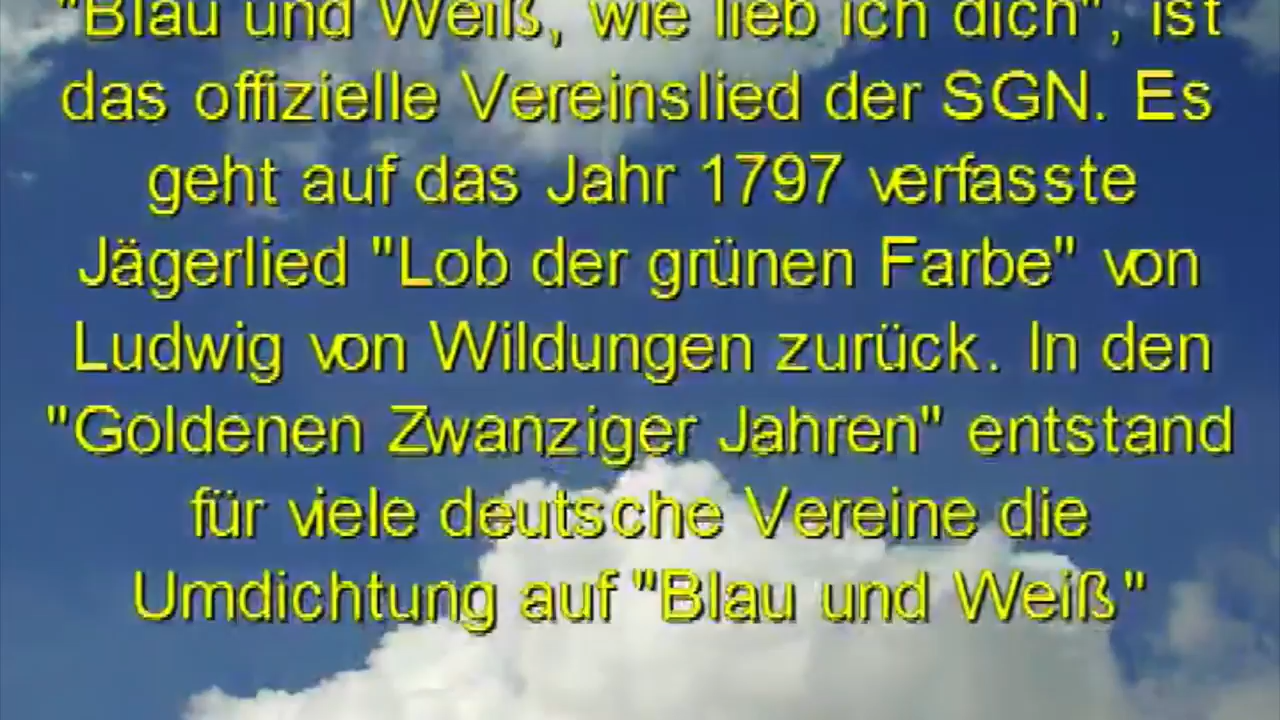 "Blau und Weiß, wie lieb ich dich", ist
das offizielle Vereinslied der SGN. Es
geht auf das Jahr 1797 verfasste
Jägerlied "Lob der grünen Farbe" von
Ludwig von Wildungen zurück. In den
"Goldenen Zwanziger Jahren" entstand
für viele deutsche Vereine die
Umdichtung auf "Blau und Weiß"